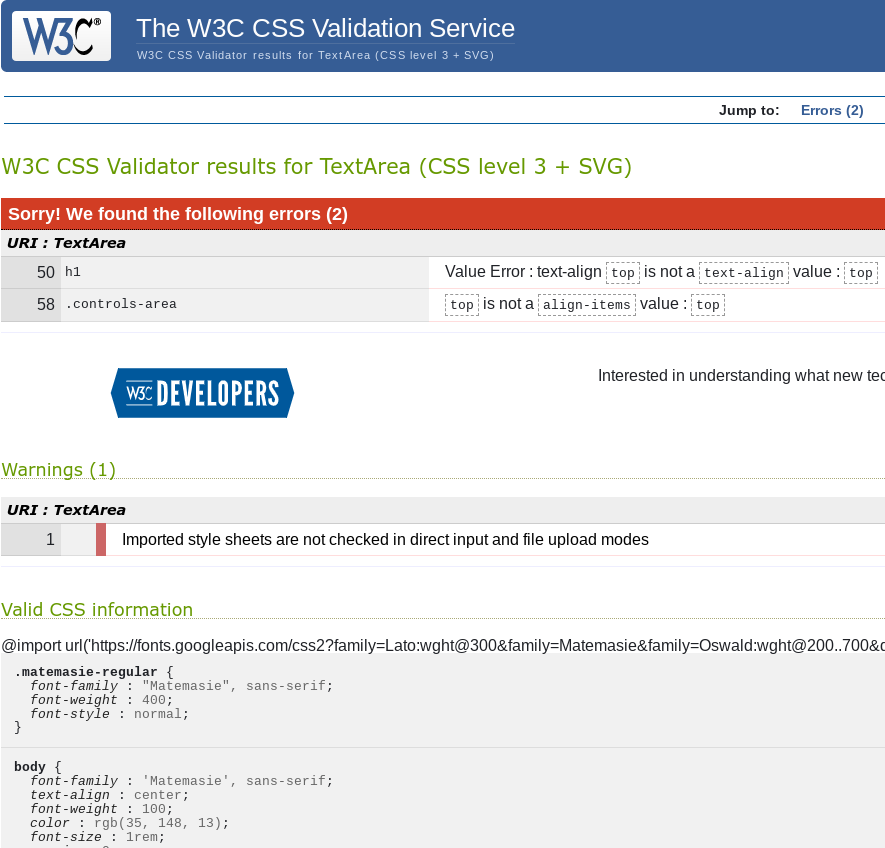 W3C®
The W3C CSS Validation Service
W3C CSS Validator results for TextArea (CSS level 3 + SVG)
Jump to: Errors (2)
W3C CSS Validator results for TextArea (CSS level 3 + SVG)
Sorry! We found the following errors (2)
URI : TextArea
50 h1 Value Error : text-align top is not a text-align value : top
58 .controls-area top is not a align-items value : top
W3C DEVELOPERS
Interested in understanding what new tec
Warnings (1)
URI : TextArea
1 Imported style sheets are not checked in direct input and file upload modes
Valid CSS information
@import url('https://fonts.googleapis.com/css2?family=Lato:wght@300&family=Matemasie&family=Oswald:wght@200..700&
.matemasie-regular {
font-family : "Matemasie", sans-serif;
font-weight : 400;
font-style : normal;
}
body {
font-family : 'Matemasie', sans-serif;
text-align : center;
font-weight : 100;
color : rgb(35, 148, 13);
font-size : 1rem;